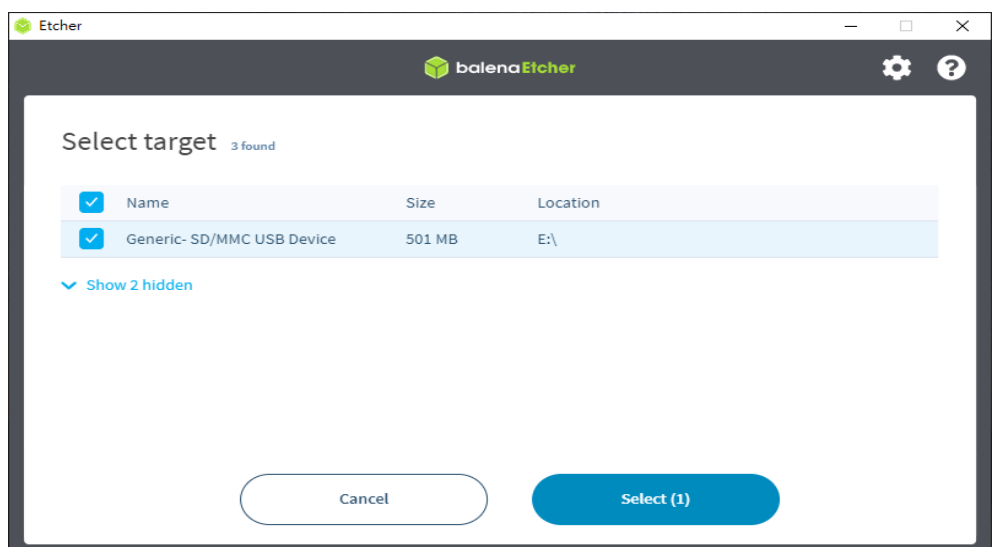 Etcher
balenaEtcher
Select target 3 found
Name Size Location
Generic- SD/MMC USB Device 501 MB E:\
Show 2 hidden
Cancel Select (1)